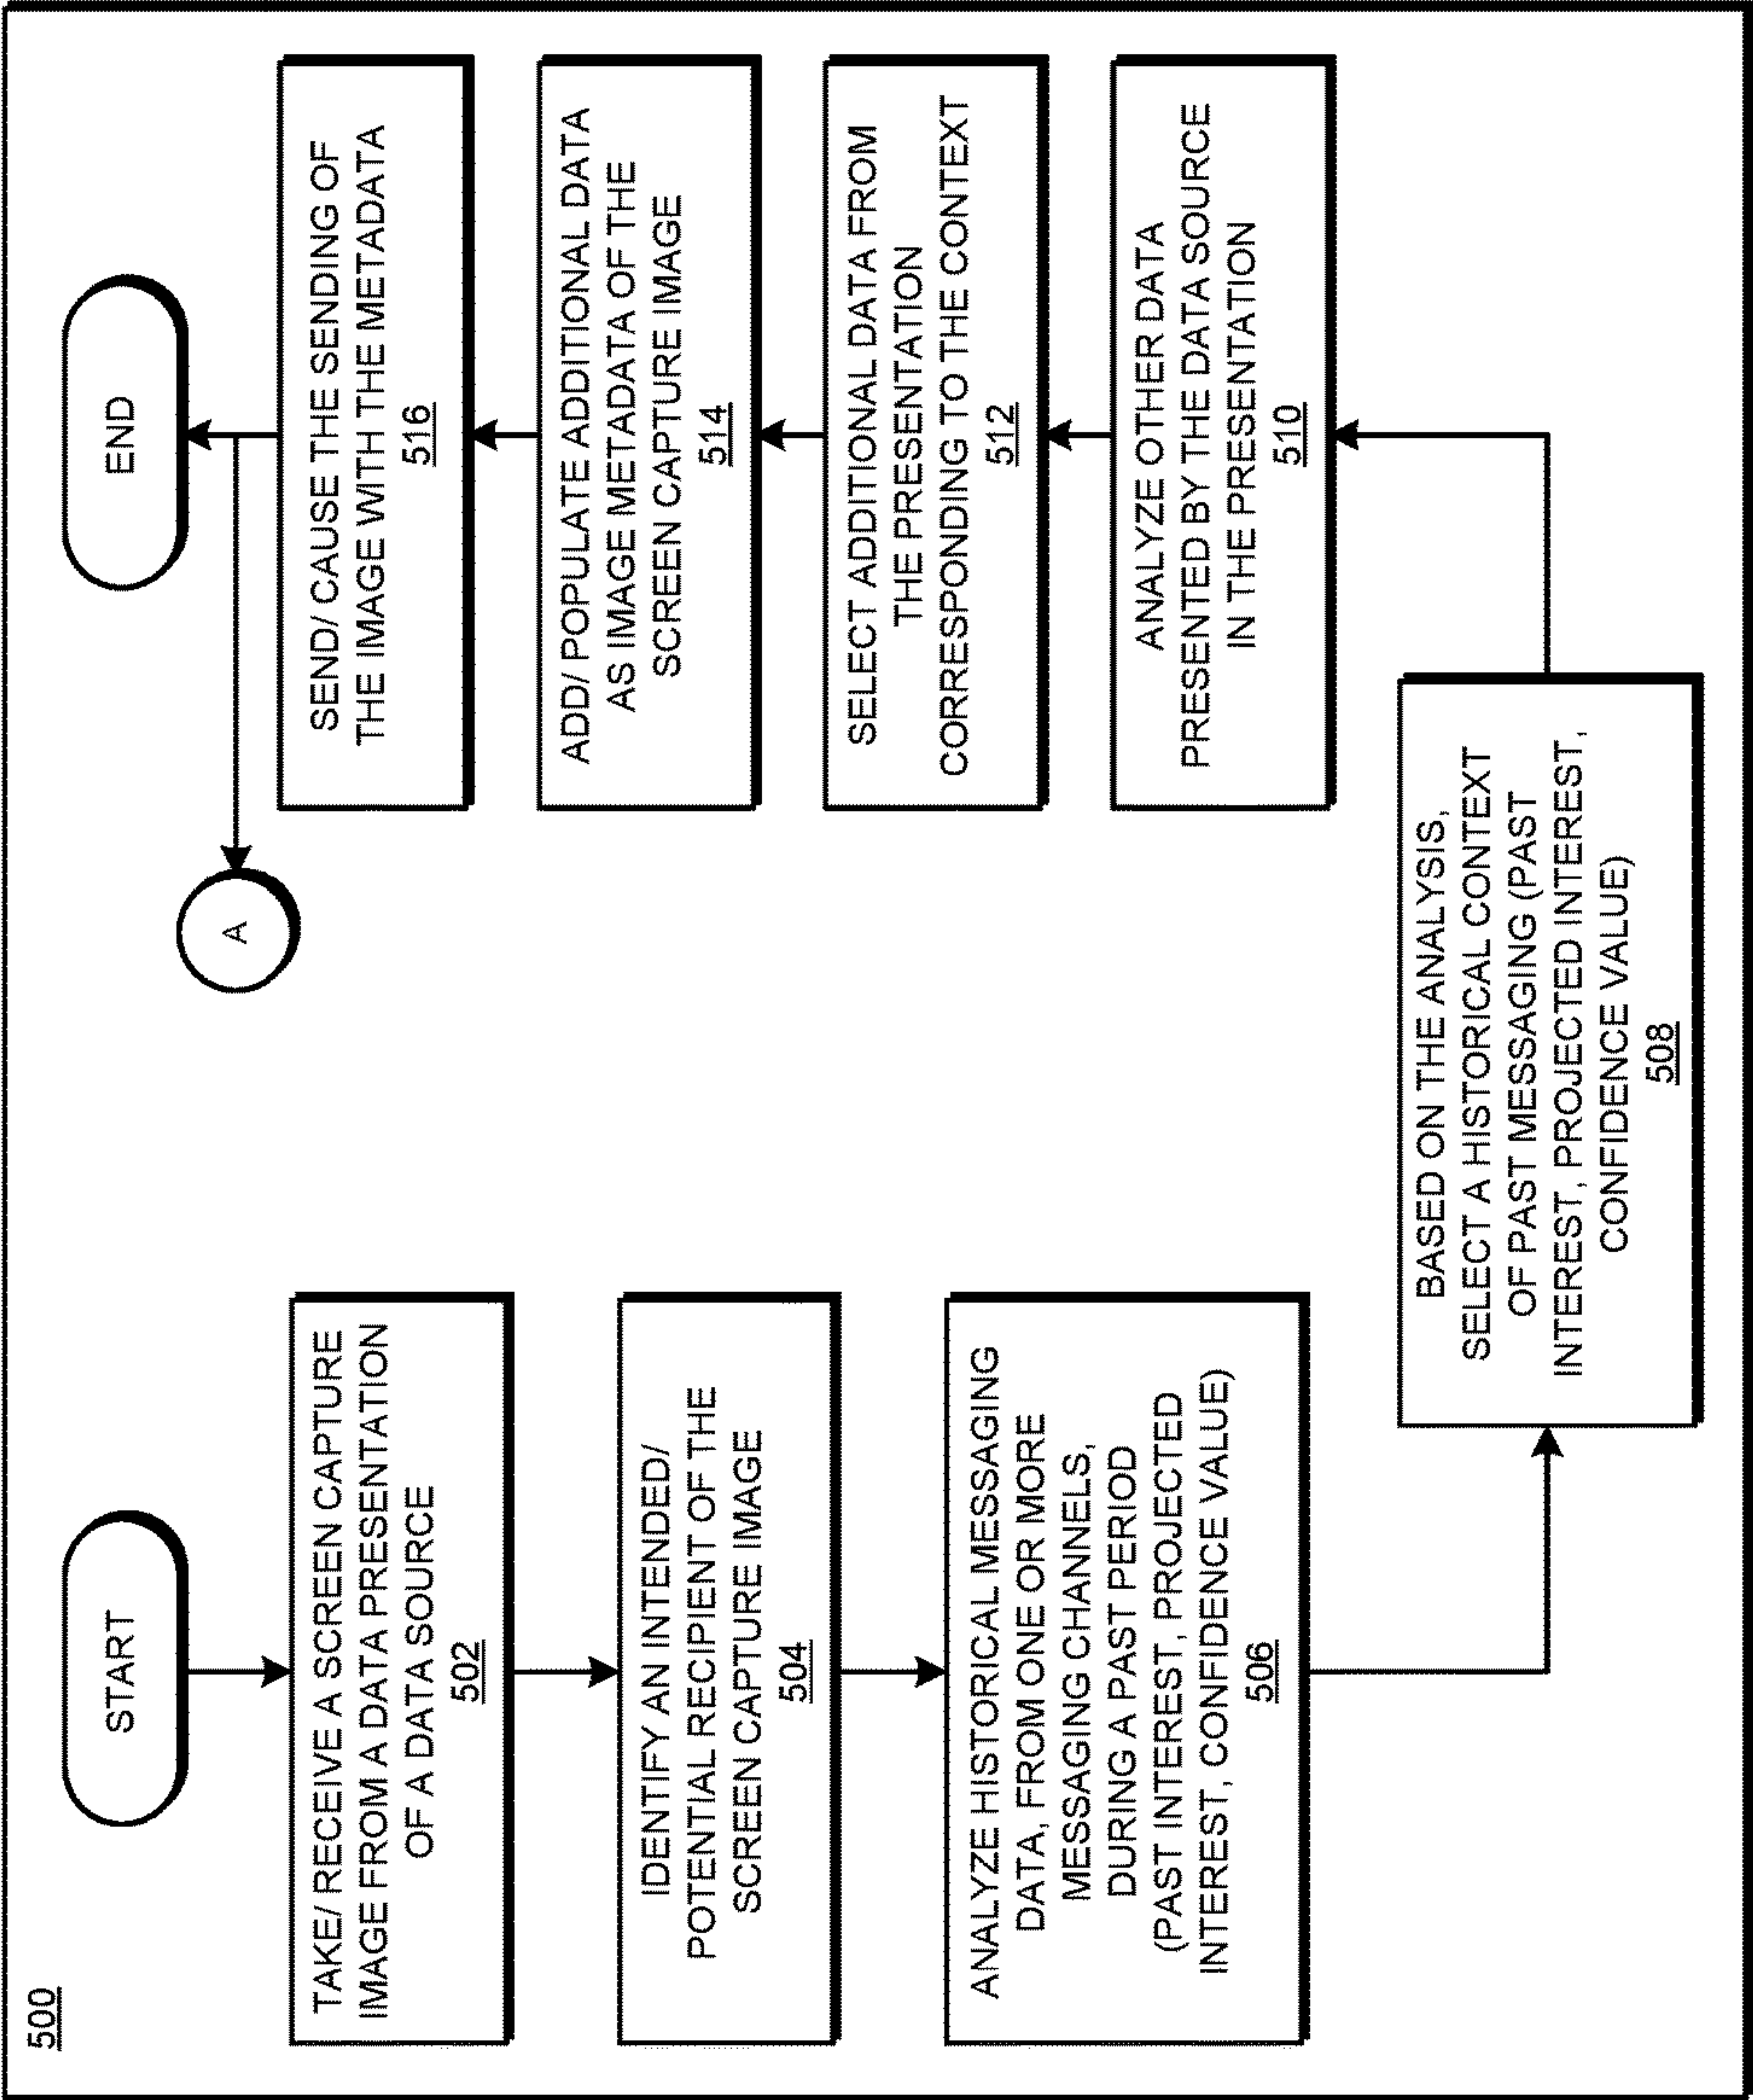 500
START
TAKE/ RECEIVE A SCREEN CAPTURE
IMAGE FROM A DATA PRESENTATION
OF A DATA SOURCE
502
IDENTIFY AN INTENDED/
POTENTIAL RECIPIENT OF THE
SCREEN CAPTURE IMAGE
504
ANALYZE HISTORICAL MESSAGING
DATA, FROM ONE OR MORE
MESSAGING CHANNELS,
DURING A PAST PERIOD
(PAST INTEREST, PROJECTED
INTEREST, CONFIDENCE VALUE)
506
BASED ON THE ANALYSIS,
SELECT A HISTORICAL CONTEXT
OF PAST MESSAGING (PAST
INTEREST, PROJECTED INTEREST,
CONFIDENCE VALUE)
508
ANALYZE OTHER DATA
PRESENTED BY THE DATA SOURCE
IN THE PRESENTATION
510
SELECT ADDITIONAL DATA FROM
THE PRESENTATION
CORRESPONDING TO THE CONTEXT
512
ADD/ POPULATE ADDITIONAL DATA
AS IMAGE METADATA OF THE
SCREEN CAPTURE IMAGE
514
SEND/ CAUSE THE SENDING OF
THE IMAGE WITH THE METADATA
516
A
END